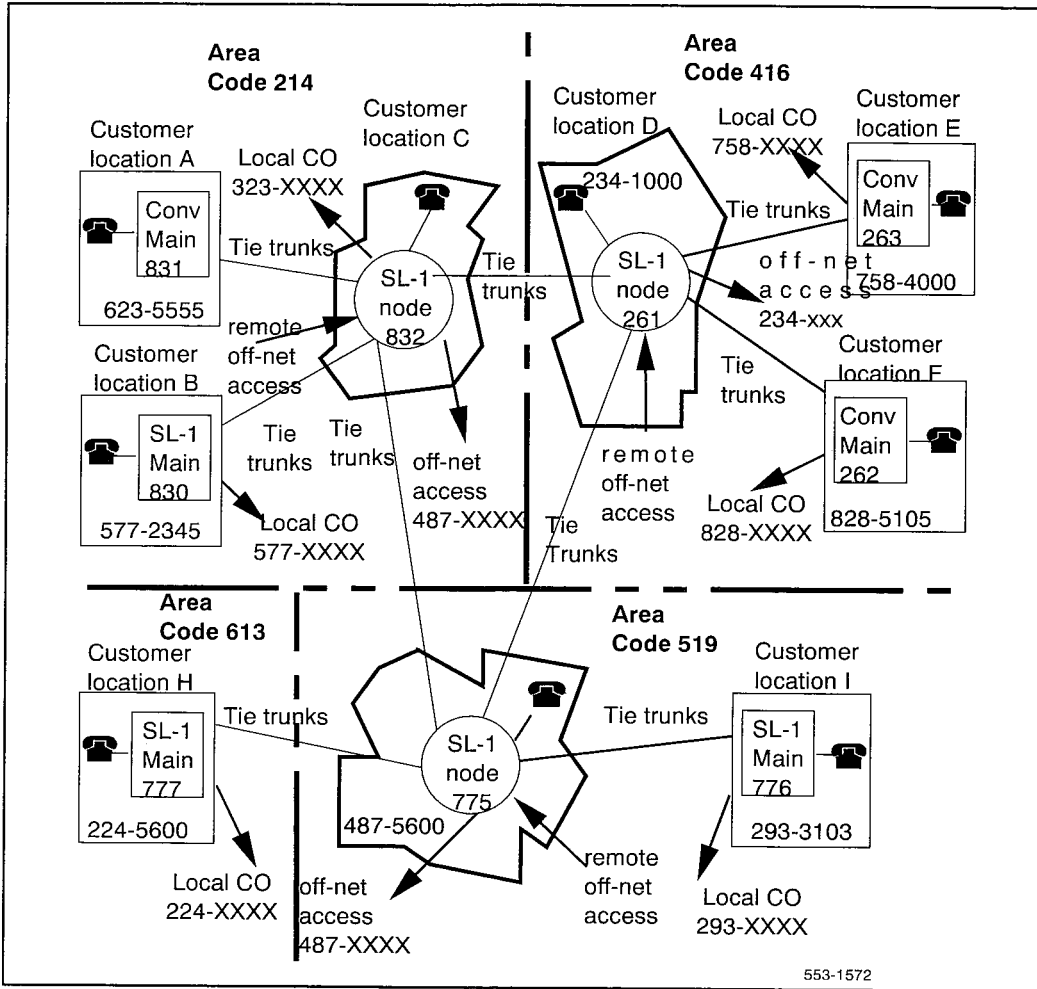 Area
Code 214
Area
Code 416
Customer
location A
Conv
Main
831
623-5555
Tie trunks
Local CO
323-XXXX
Customer
location C
SL-1
node
832
remote
off-net
access
Tie
trunks
Customer
location D
234-1000
SL-1
node
261
Local CO
758-XXXX
Customer
location E
Conv
Main
263
758-4000
Tie trunks
off-net
access
234-xxx
Customer
location B
SL-1
Main
830
577-2345
Tie
trunks
Tie
trunks
Local CO
577-XXXX
off-net
access
487-XXXX
remote
off-net
access
Tie
trunks
Customer
location F
Conv
Main
262
828-5105
Local CO
828-XXXX
Tie
Trunks
Area
Code 613
Area
Code 519
Customer
location H
SL-1
Main
777
224-5600
Tie trunks
Local CO
224-XXXX
SL-1
node
775
487-5600
off-net
access
487-XXXX
remote
off-net
access
Tie trunks
Customer
location I
SL-1
Main
776
293-3103
Local CO
293-XXXX
553-1572